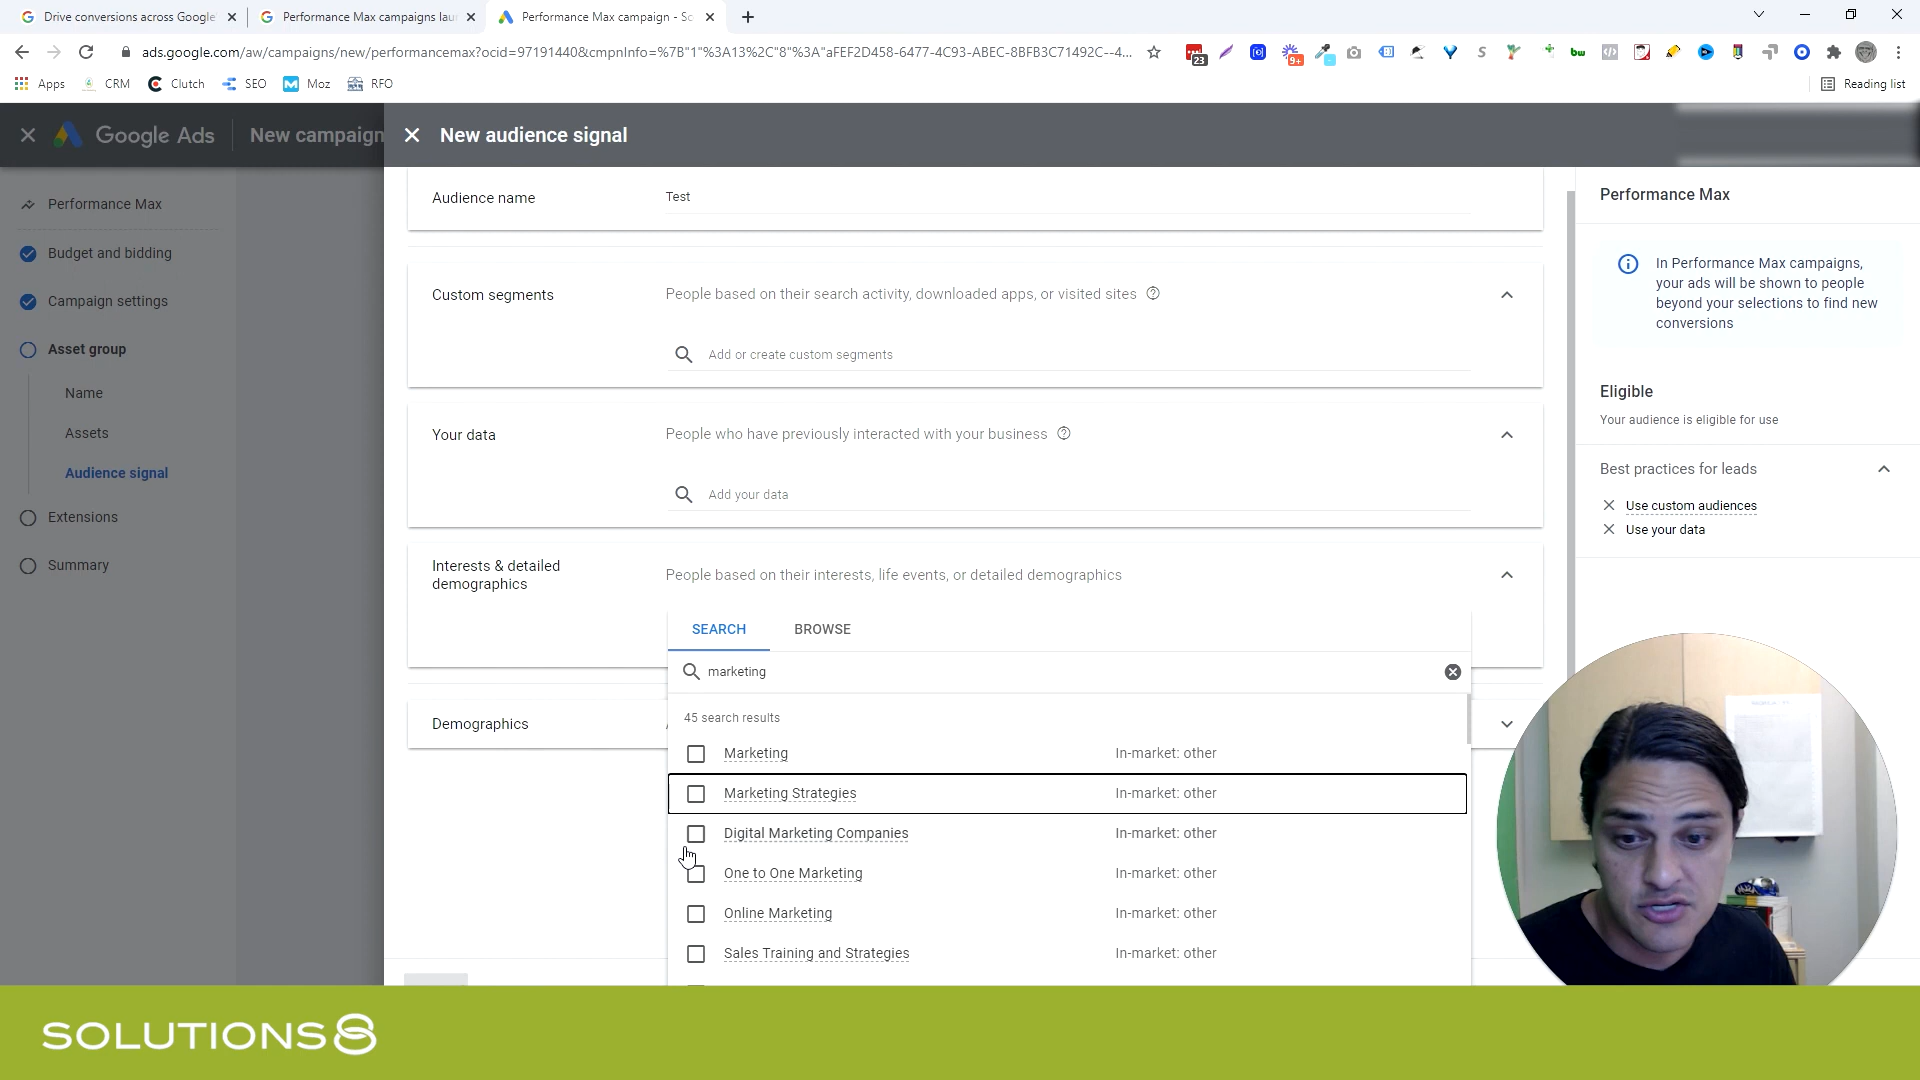 Drive conversions across Google'
Performance Max campaigns lau
Performance Max campaign - So
ads.google.com/aw/campaigns/new/performancemax?ocid=97191440&cmpnInfo=%7B"1"%3A13%2C"8"%3A"aFEF2D458-6477-4C93-ABEC-8BFB3C71492C--4...
23
9+
bw
Apps
CRM
Clutch
SEO
Moz
RFO
Reading list
Google Ads
New campaign
New audience signal
Performance Max
Budget and bidding
Campaign settings
Asset group
Name
Assets
Audience signal
Extensions
Summary
Audience name
Test
Custom segments
People based on their search activity, downloaded apps, or visited sites
Add or create custom segments
Your data
People who have previously interacted with your business
Add your data
Interests & detailed
demographics
People based on their interests, life events, or detailed demographics
SEARCH
BROWSE
marketing
45 search results
Marketing
In-market: other
Marketing Strategies
In-market: other
Digital Marketing Companies
In-market: other
One to One Marketing
In-market: other
Online Marketing
In-market: other
Sales Training and Strategies
In-market: other
Demographics
Performance Max
In Performance Max campaigns,
your ads will be shown to people
beyond your selections to find new
conversions
Eligible
Your audience is eligible for use
Best practices for leads
Use custom audiences
Use your data
SOLUTIONS8